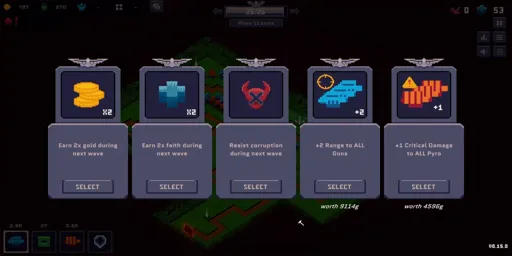 0
53
X2
X2
+2
+1
Earn 2x gold during
next wave
Earn 2x faith during
next wave
Resist corruption
during next wave
+2 Range to ALL
Guns
+1 Critical Damage
to ALL Pyro
SELECT
SELECT
SELECT
SELECT
SELECT
worth 9114g
worth 4596g